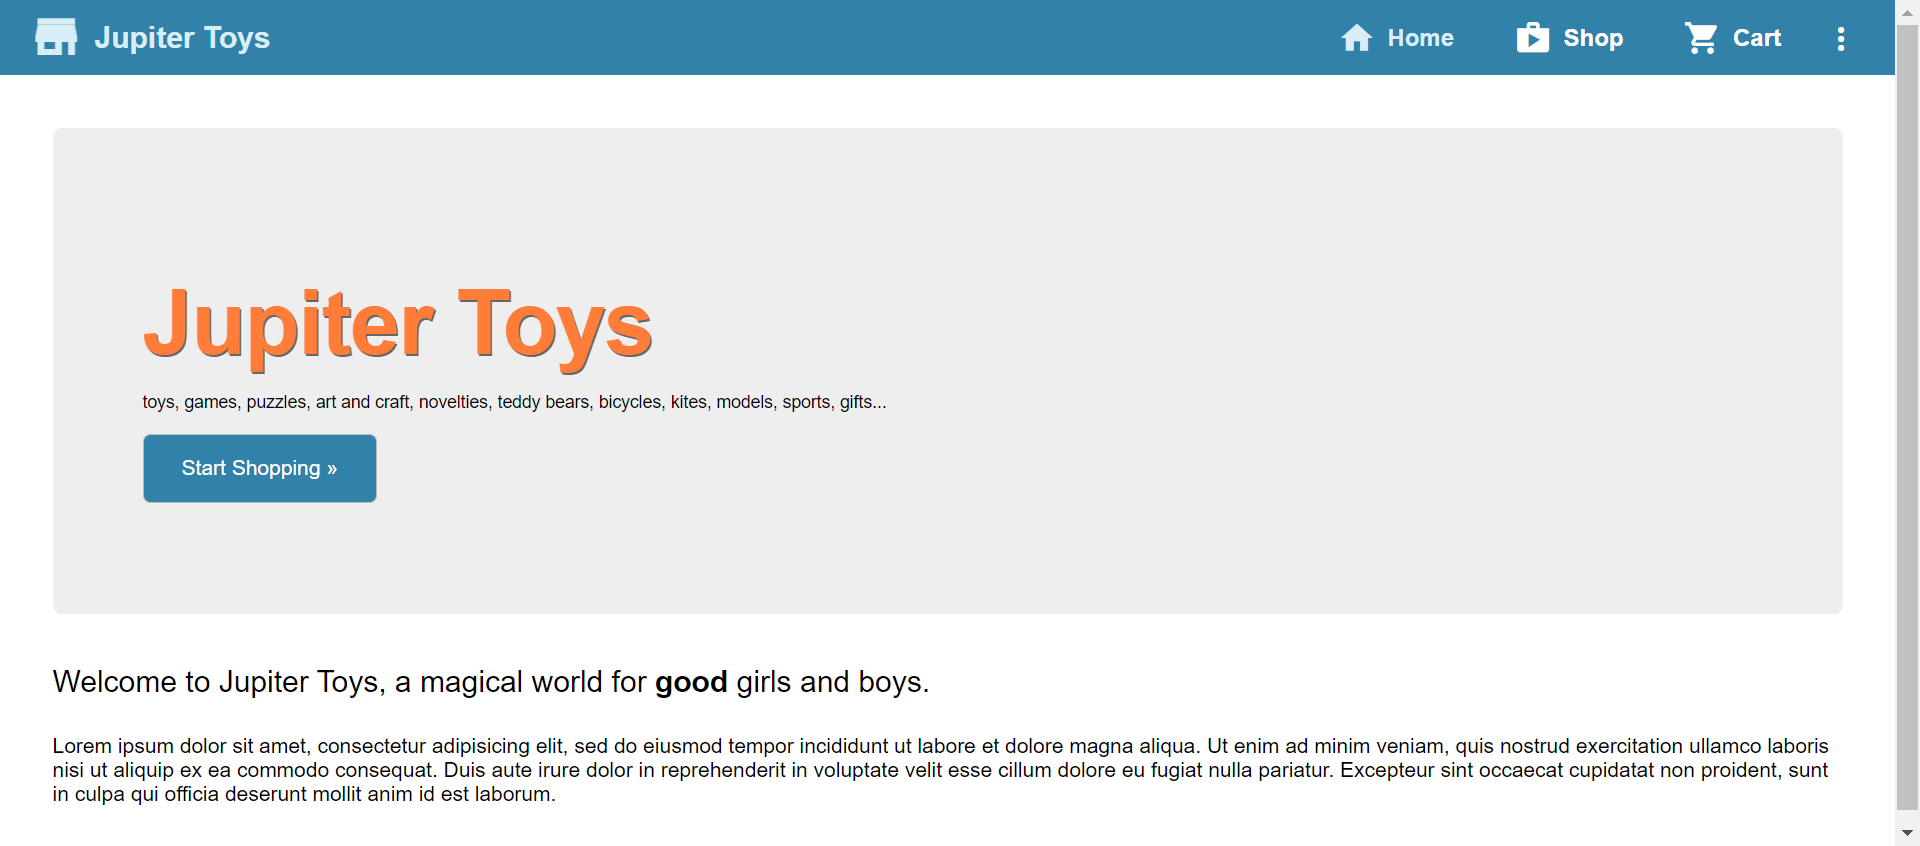 Jupiter Toys
Home
Shop
Cart
Jupiter Toys
toys, games, puzzles, art and craft, novelties, teddy bears, bicycles, kites, models, sports, gifts...
Start Shopping »
Welcome to Jupiter Toys, a magical world for good girls and boys.
Lorem ipsum dolor sit amet, consectetur adipisicing elit, sed do eiusmod tempor incididunt ut labore et dolore magna aliqua. Ut enim ad minim veniam, quis nostrud exercitation ullamco laboris
nisi ut aliquip ex ea commodo consequat. Duis aute irure dolor in reprehenderit in voluptate velit esse cillum dolore eu fugiat nulla pariatur. Excepteur sint occaecat cupidatat non proident, sunt
in culpa qui officia deserunt mollit anim id est laborum.